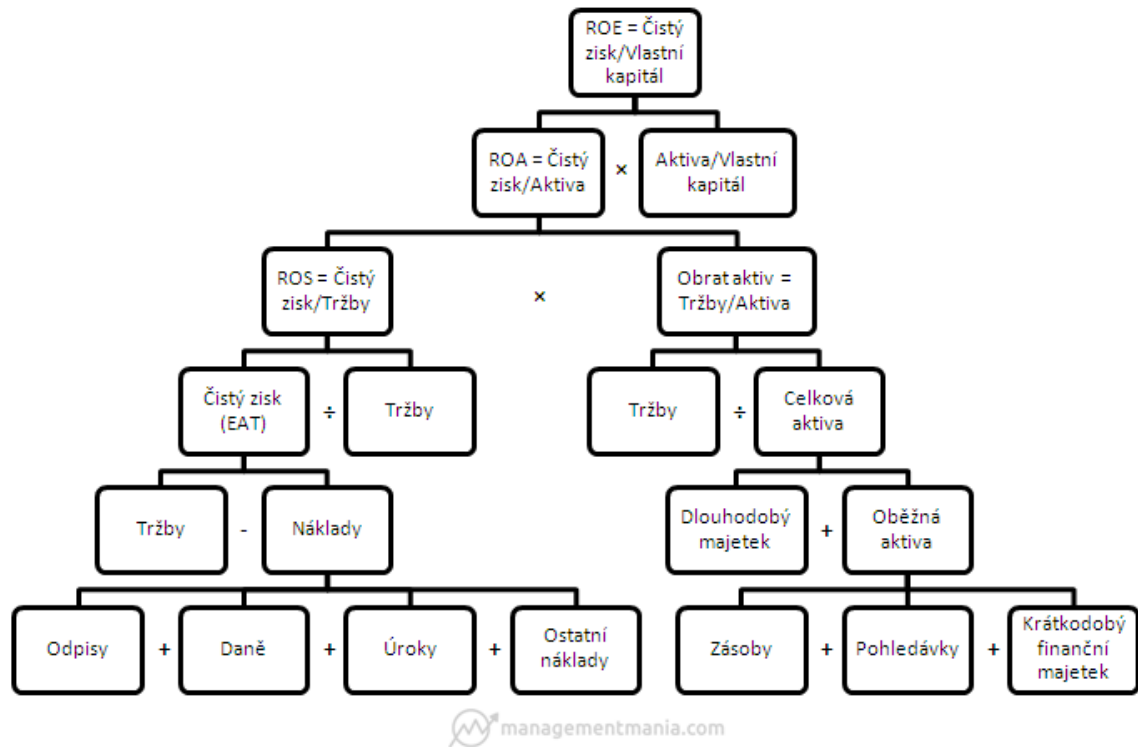 ROE = Čistý
zisk/Vlastní
kapitál
ROA = Čistý
zisk/Aktiva
×
Aktiva/Vlastní
kapitál
ROS = Čistý
zisk/Tržby
×
Obrat aktiv =
Tržby/Aktiva
Čistý zisk
(EAT)
÷
Tržby
Tržby
÷
Celková
aktiva
Tržby
-
Náklady
Dlouhodobý
majetek
+
Oběžná
aktiva
Odpisy
+
Daně
+
Úroky
+
Ostatní
náklady
Zásoby
+
Pohledávky
+
Krátkodobý
finanční
majetek
managementmania.com